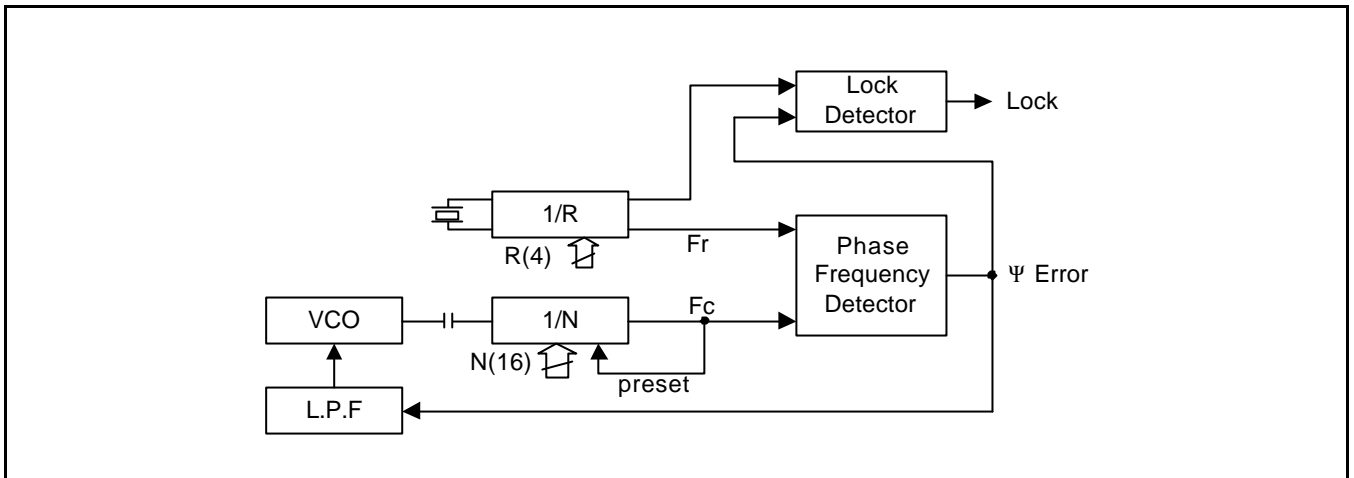 Lock
Detector
Lock
1/R
R(4)
Fr
Phase
Frequency
Detector
Ψ Error
VCO
1/N
Fc
N(16)
preset
L.P.F